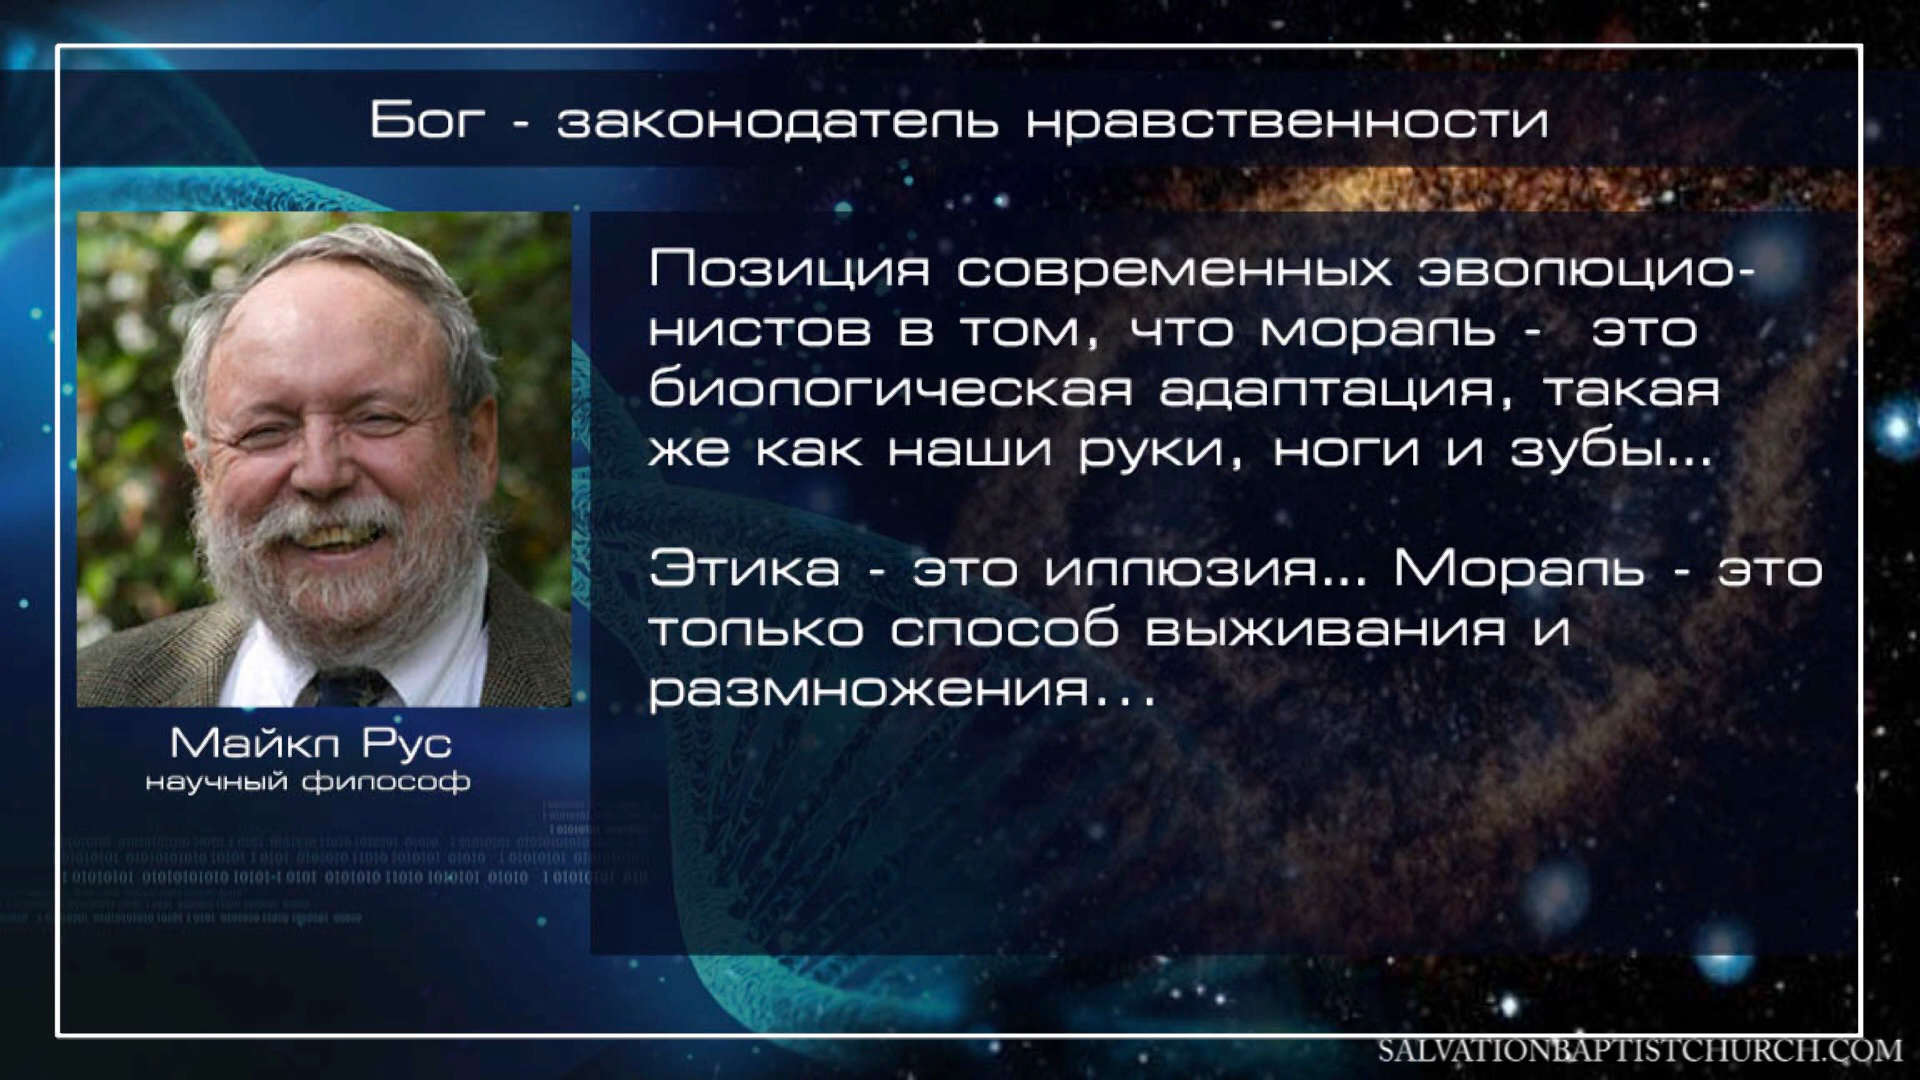 Бог - законодатель нравственности
Позиция современных эволюцио-
нистов в том, что мораль - это
биологическая адаптация, такая
же как наши руки, ноги и зубы...
Этика - это иллюзия... Мораль - это
только способ выживания и
размножения...
Майкл Рус
научный философ
SALVATIONBAPTISTCHURCH.COM